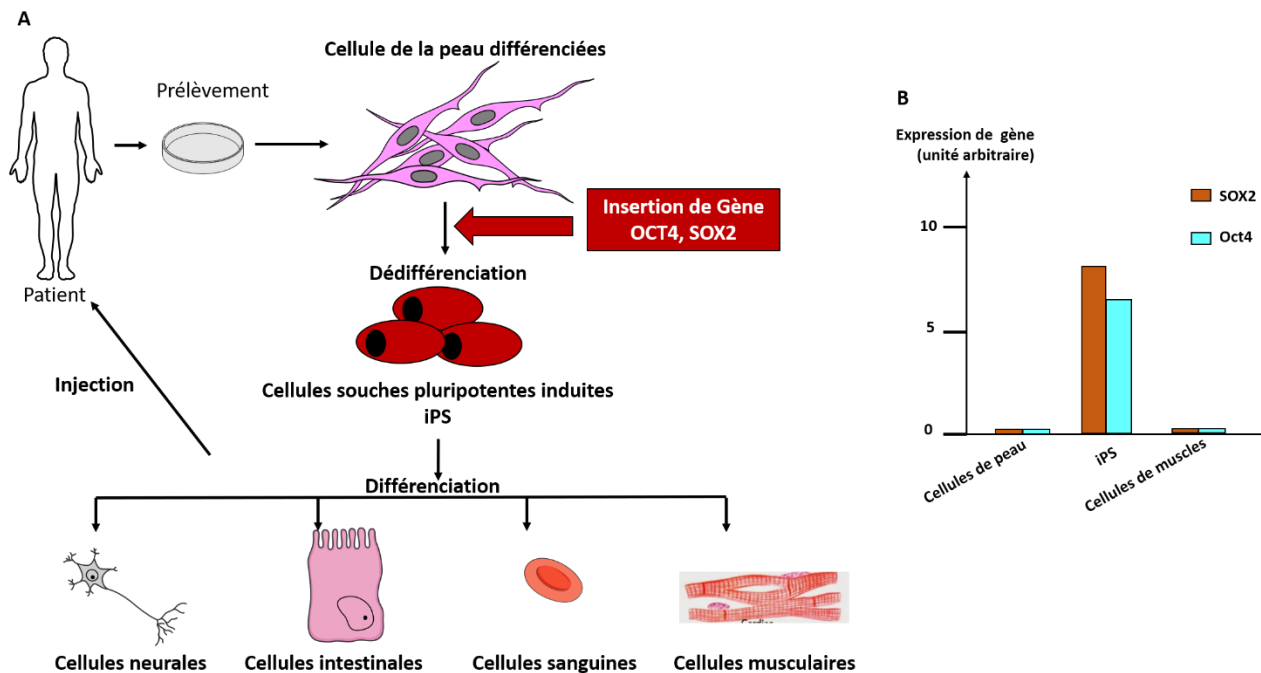 A
Cellule de la peau différenciées
Prélèvement
Patient
Insertion de Gène
OCT4, SOX2
Dédifférenciation
Cellules souches pluripotentes induites
iPS
Injection
Différenciation
Cellules neurales
Cellules intestinales
Cellules sanguines
Cellules musculaires
B
Expression de gène
(unité arbitraire)
SOX2
Oct4
10
5
0
Cellules de peau
iPS
Cellules de muscles